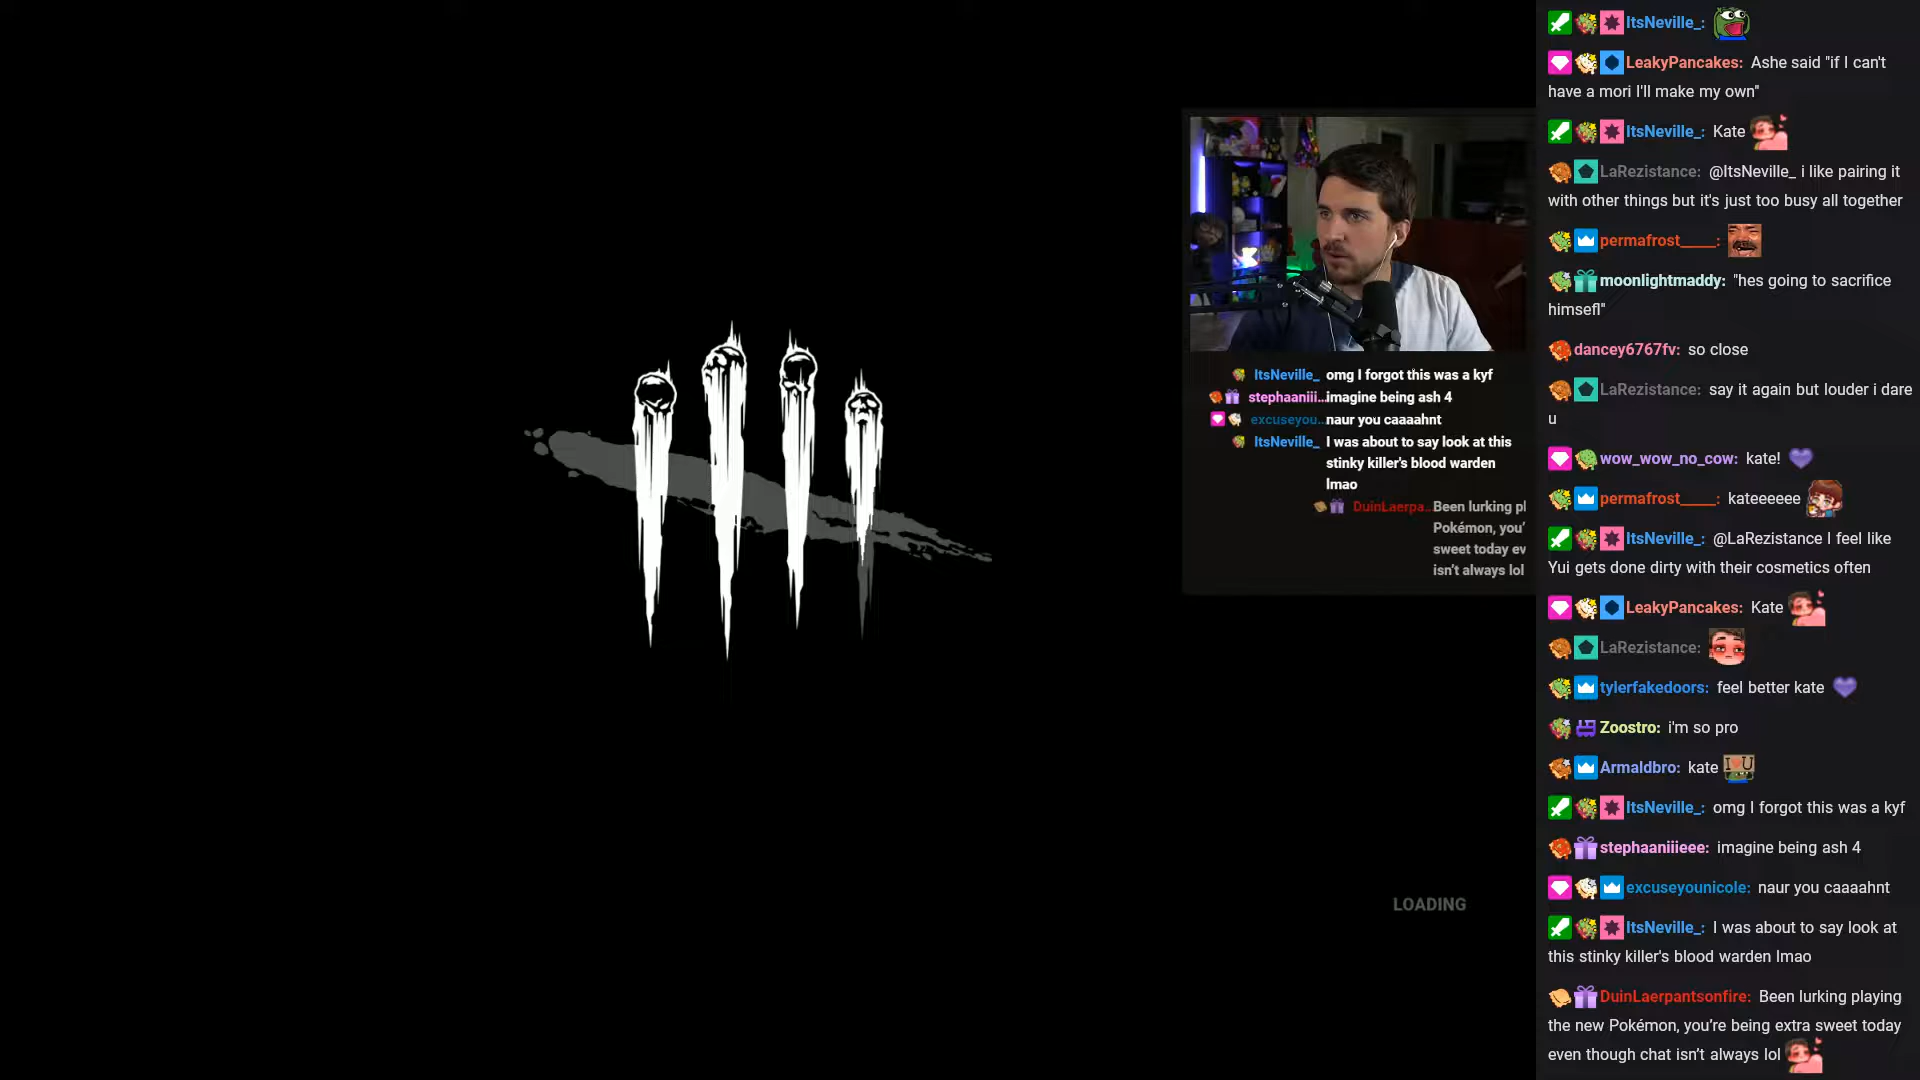 ItsNeville_:
LeakyPancakes: Ashe said "if I can't
have a mori I'll make my own"
ItsNeville_: Kate
LaRezistance: @ItsNeville_ i like pairing it
with other things but it's just too busy all together
permafrost_____:
moonlightmaddy: "hes going to sacrifice
himsefl"
dancey6767fv: so close
LaRezistance: say it again but louder i dare
u
wow_wow_no_cow: kate!
permafrost_____: kateeeeee
ItsNeville_: @LaRezistance I feel like
Yui gets done dirty with their cosmetics often
LeakyPancakes: Kate
LaRezistance:
tylerfakedoors: feel better kate
Zoostro: i'm so pro
Armaldbro: kate
I U
ItsNeville_: omg I forgot this was a kyf
stephaaniiieee: imagine being ash 4
excuseyounicole: naur you caaaahnt
ItsNeville_: I was about to say look at
this stinky killer's blood warden lmao
DuinLaerpantsonfire: Been lurking playing
the new Pokémon, you're being extra sweet today
even though chat isn't always lol
ItsNeville_ omg I forgot this was a kyf
stephaaniii... imagine being ash 4
excuseyou... naur you caaaahnt
ItsNeville_ I was about to say look at this
stinky killer's blood warden
lmao
DuinLaerpa... Been lurking pl
Pokémon, you'
sweet today ev
isn't always lol
LOADING